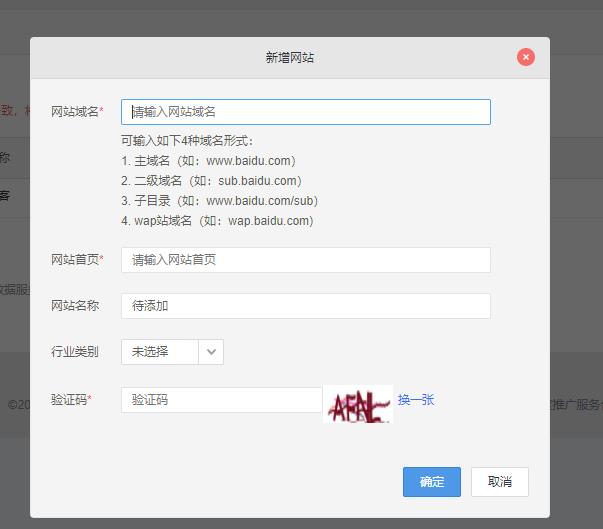 新增网站
网站域名*
请输入网站域名
可输入如下4种域名形式:
1. 主域名（如：www.baidu.com）
2. 二级域名（如：sub.baidu.com）
3. 子目录（如：www.baidu.com/sub）
4. wap站域名（如：wap.baidu.com）
网站首页*
请输入网站首页
网站名称
待添加
行业类别
未选择
验证码*
验证码
换一张
确定
取消
致，
称
客
数据服
©20
推广服务